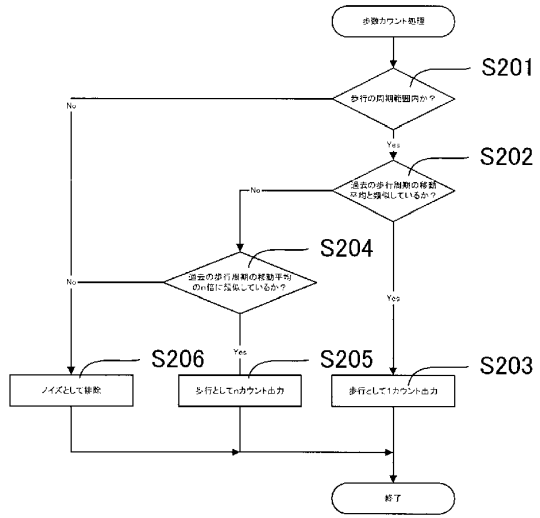 歩数カウント処理
S201
歩行の周期範囲内か？
No
Yes
S202
過去の歩行周期の移動
平均と類似しているか？
No
S204
過去の歩行周期の移動平均
のn倍に類似しているか？
No
Yes
Yes
S206
S205
S203
ノイズとして排除
歩行としてnカウント出力
歩行として1カウント出力
終了